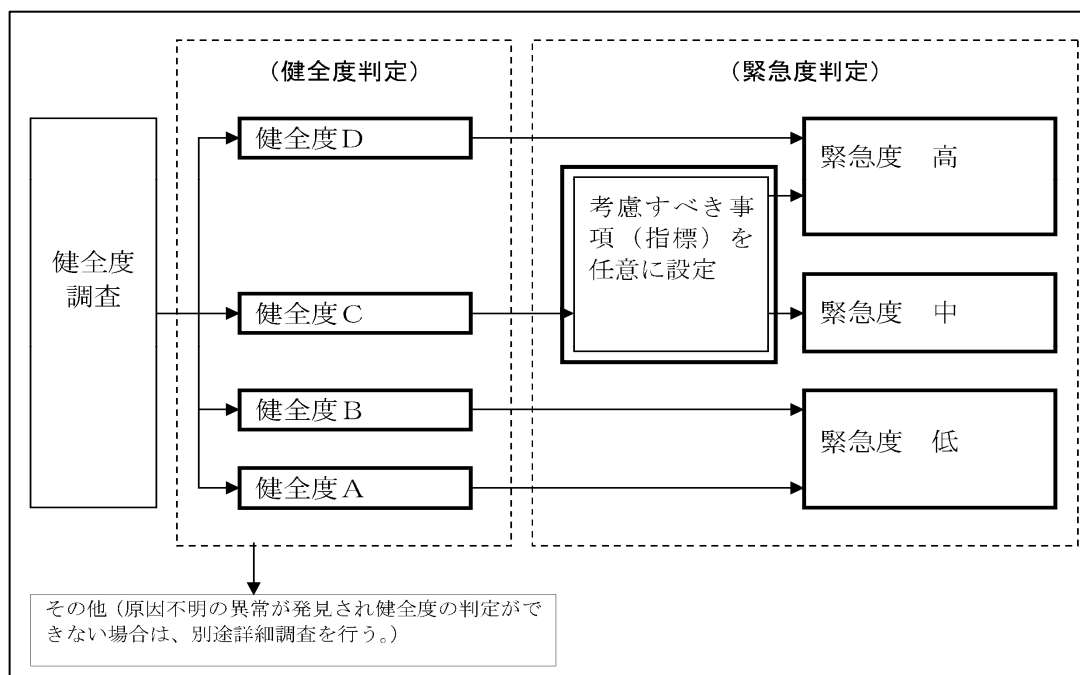 (健全度判定)
(緊急度判定)
健全度
調査
健全度D
健全度C
健全度B
健全度A
考慮すべき事
項(指標)を
任意に設定
緊急度 高
緊急度 中
緊急度 低
その他(原因不明の異常が発見され健全度の判定がで
きない場合は、別途詳細調査を行う。)